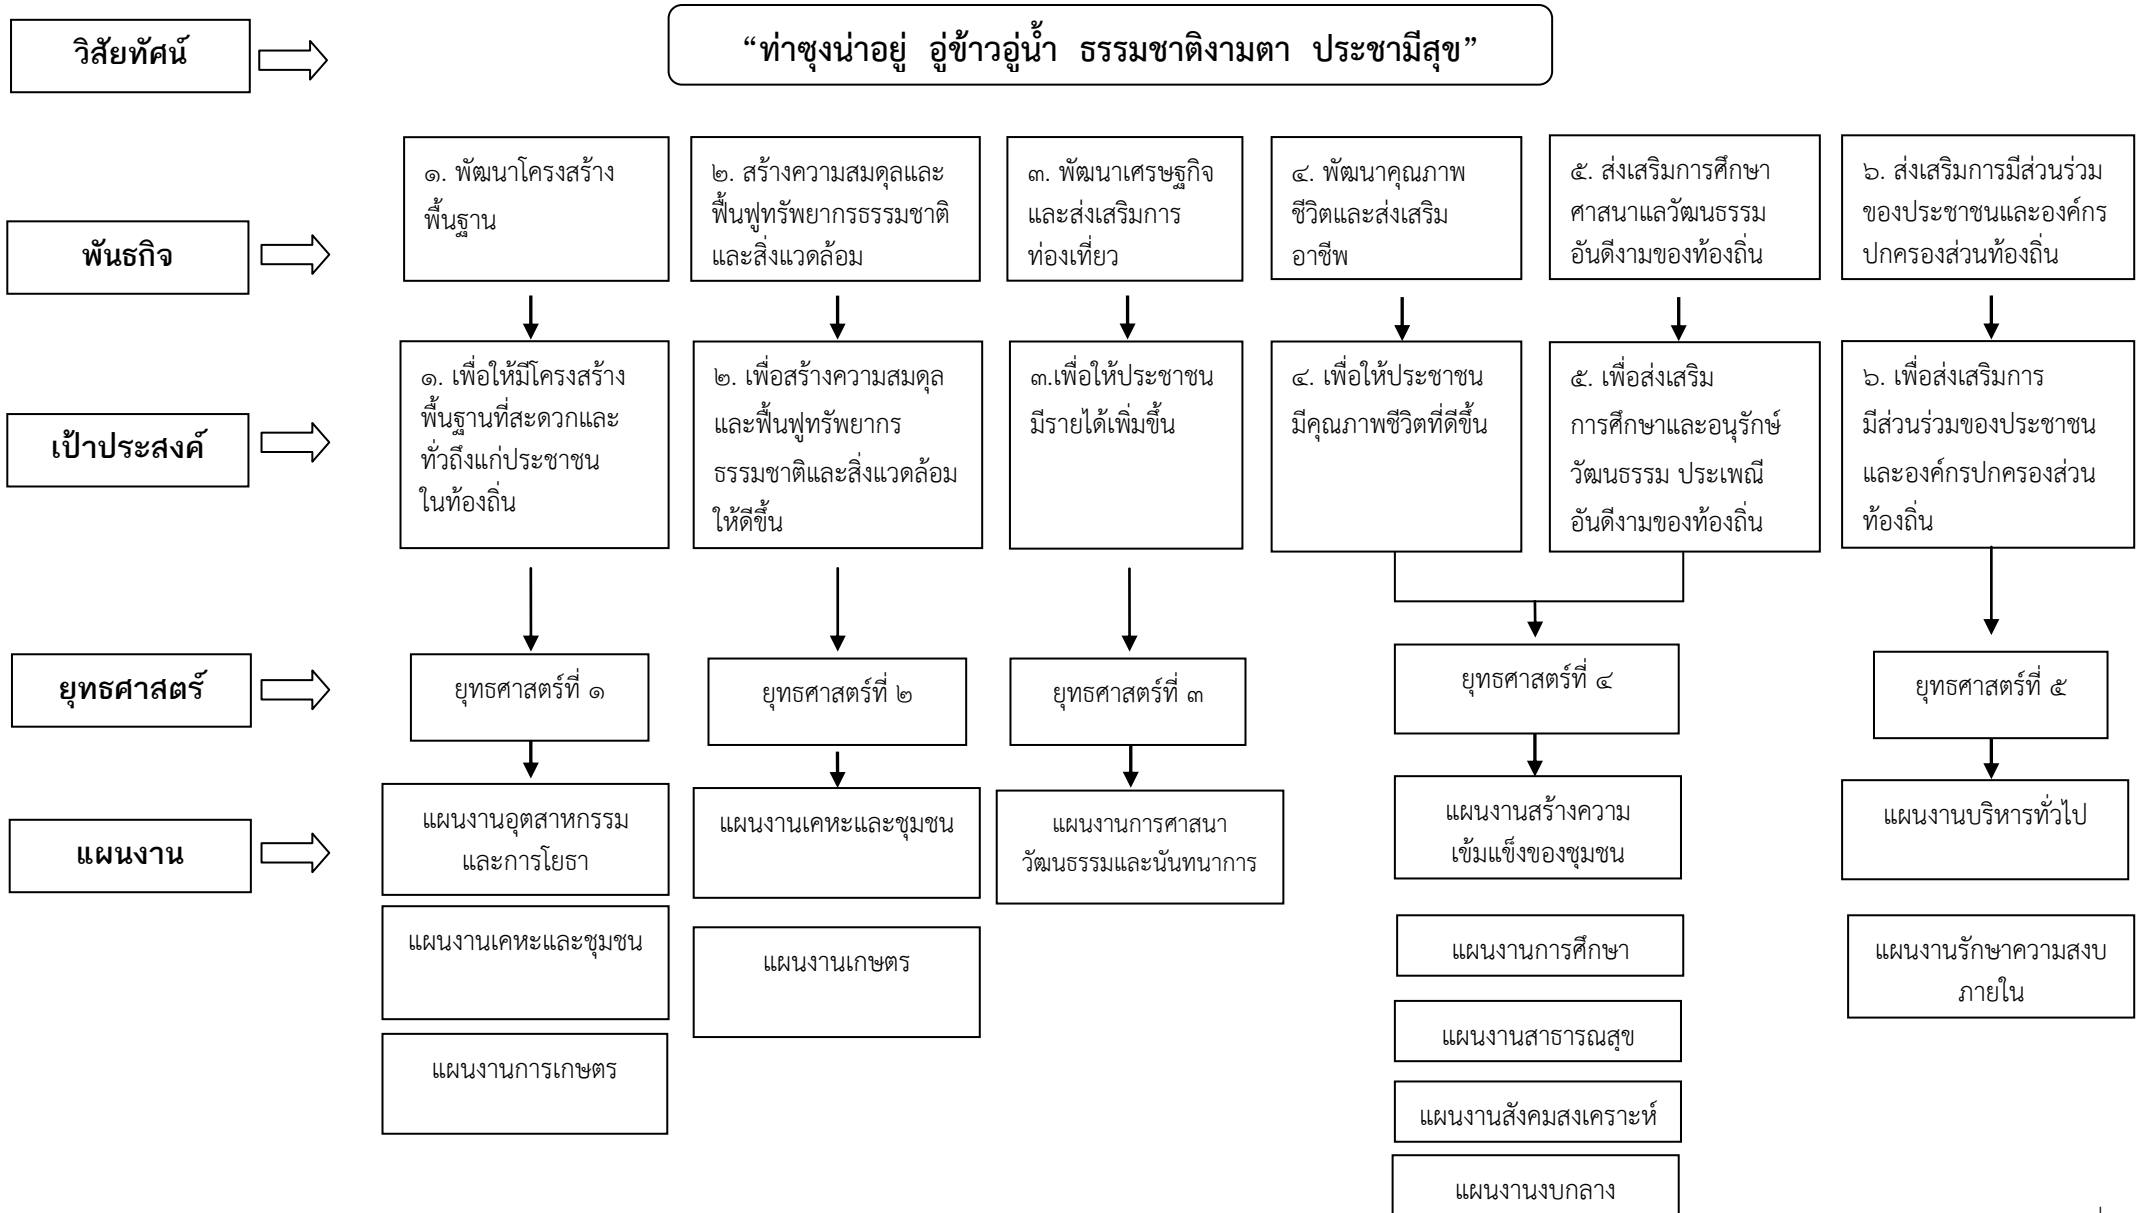 วิสัยทัศน์
“ท่าซุงน่าอยู่ อู่ข้าวอู่น้ำ ธรรมชาติงามตา ประชามีสุข”
พันธกิจ
๑. พัฒนาโครงสร้าง
พื้นฐาน
๒. สร้างความสมดุลและ
ฟื้นฟูทรัพยากรธรรมชาติ
และสิ่งแวดล้อม
๓. พัฒนาเศรษฐกิจ
และส่งเสริมการ
ท่องเที่ยว
๔. พัฒนาคุณภาพ
ชีวิตและส่งเสริม
อาชีพ
๕. ส่งเสริมการศึกษา
ศาสนาแลวัฒนธรรม
อันดีงามของท้องถิ่น
๖. ส่งเสริมการมีส่วนร่วม
ของประชาชนและองค์กร
ปกครองส่วนท้องถิ่น
เป้าประสงค์
๑. เพื่อให้มีโครงสร้าง
พื้นฐานที่สะดวกและ
ทั่วถึงแก่ประชาชน
ในท้องถิ่น
๒. เพื่อสร้างความสมดุล
และฟื้นฟูทรัพยากร
ธรรมชาติและสิ่งแวดล้อม
ให้ดีขึ้น
๓.เพื่อให้ประชาชน
มีรายได้เพิ่มขึ้น
๔. เพื่อให้ประชาชน
มีคุณภาพชีวิตที่ดีขึ้น
๕. เพื่อส่งเสริม
การศึกษาและอนุรักษ์
วัฒนธรรม ประเพณี
อันดีงามของท้องถิ่น
๖. เพื่อส่งเสริมการ
มีส่วนร่วมของประชาชน
และองค์กรปกครองส่วน
ท้องถิ่น
ยุทธศาสตร์
ยุทธศาสตร์ที่ ๑
ยุทธศาสตร์ที่ ๒
ยุทธศาสตร์ที่ ๓
ยุทธศาสตร์ที่ ๔
ยุทธศาสตร์ที่ ๕
แผนงาน
แผนงานอุตสาหกรรม
และการโยธา
แผนงานเคหะและชุมชน
แผนงานการเกษตร
แผนงานเคหะและชุมชน
แผนงานเกษตร
แผนงานการศาสนา
วัฒนธรรมและนันทนาการ
แผนงานสร้างความ
เข้มแข็งของชุมชน
แผนงานการศึกษา
แผนงานสาธารณสุข
แผนงานสังคมสงเคราะห์
แผนงานงบกลาง
แผนงานบริหารทั่วไป
แผนงานรักษาความสงบ
ภายใน